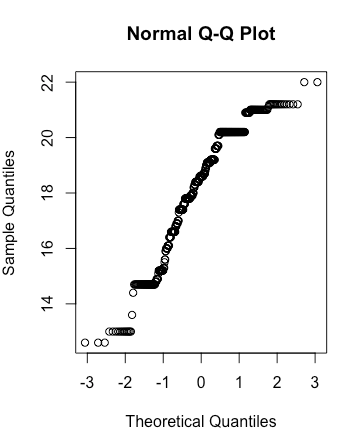 Normal Q-Q Plot
22
20
18
16
14
Sample Quantiles
-3 -2 -1 0 1 2 3
Theoretical Quantiles